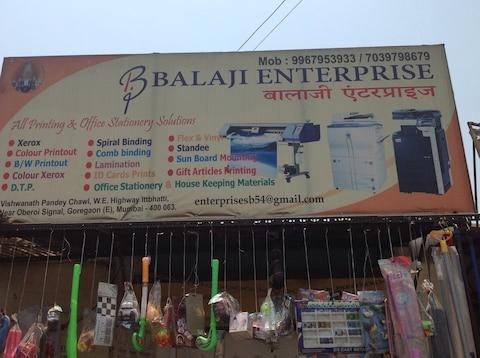 Mob : 9967953933 / 7039798679
B BALAJI ENTERPRISE
बालाजी एंटरप्राइज
All Printing & Office Stationery Solutions
Xerox
Colour Printout
B/W Printout
Colour Xerox
D.T.P.
Spiral Binding
Comb binding
Lamination
ID Cards Prints
Office Stationery & House Keeping Materials
Flex & Vinyl
Standee
Sun Board Mounting
Gift Articles Printing
Vishwanath Pandey Chawl, W.E. Highway Ittbhatti,
Near Oberoi Signal, Goregaon (E), Mumbai - 400 063.
enterprisesb54@gmail.com